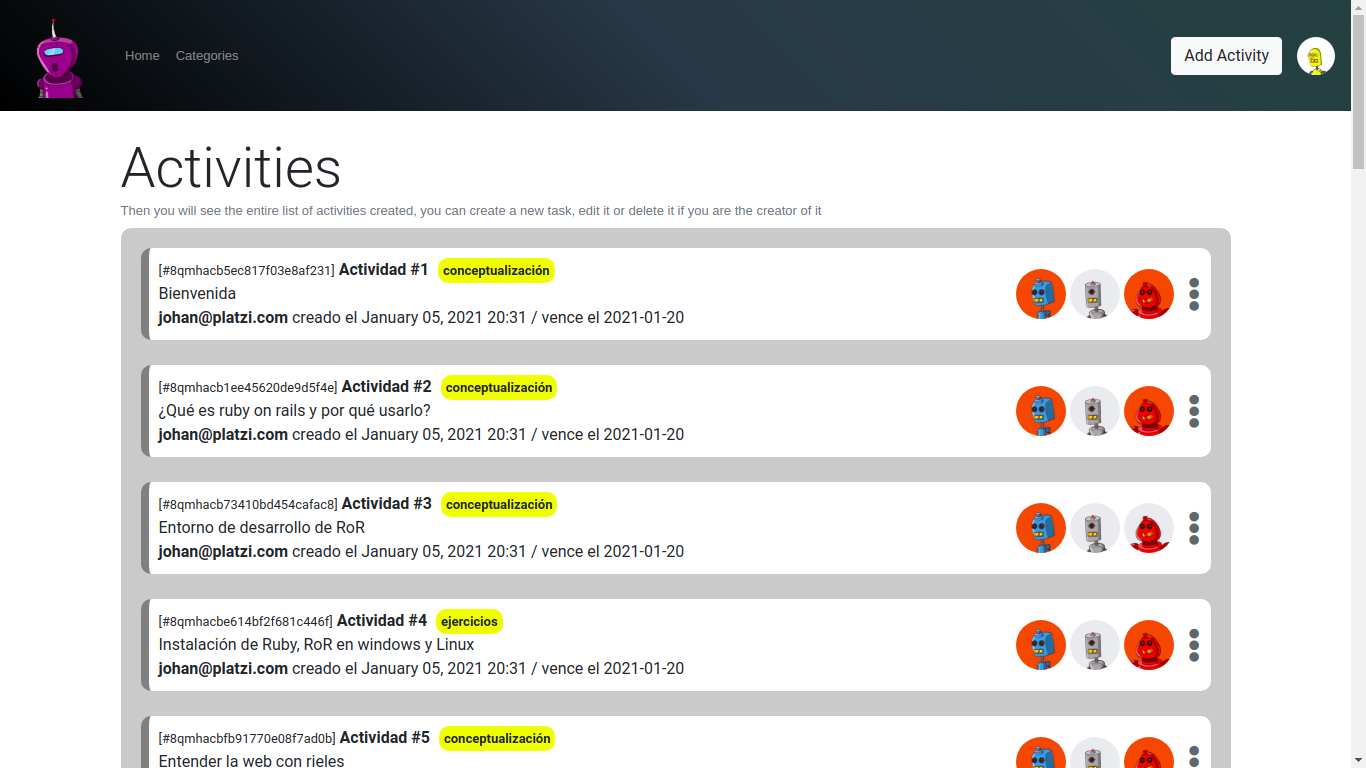 Home Categories Add Activity
Activities
Then you will see the entire list of activities created, you can create a new task, edit it or delete it if you are the creator of it
[#8qmhacb5ec817f03e8af231] Actividad #1 conceptualización
Bienvenida
johan@platzi.com creado el January 05, 2021 20:31 / vence el 2021-01-20
[#8qmhacb1ee45620de9d5f4e] Actividad #2 conceptualización
¿Qué es ruby on rails y por qué usarlo?
johan@platzi.com creado el January 05, 2021 20:31 / vence el 2021-01-20
[#8qmhacb73410bd454cafac8] Actividad #3 conceptualización
Entorno de desarrollo de RoR
johan@platzi.com creado el January 05, 2021 20:31 / vence el 2021-01-20
[#8qmhacbe614bf2f681c446f] Actividad #4 ejercicios
Instalación de Ruby, RoR en windows y Linux
johan@platzi.com creado el January 05, 2021 20:31 / vence el 2021-01-20
[#8qmhacbfb91770e08f7ad0b] Actividad #5 conceptualización
Entender la web con rieles